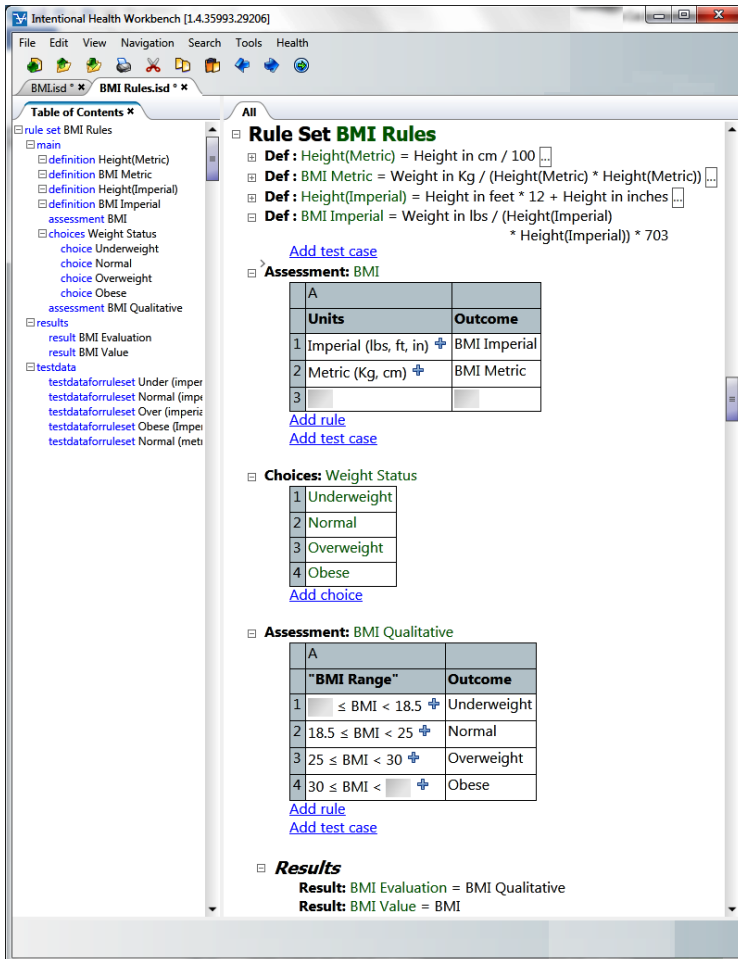 Intentional Health Workbench [1.4.35993.29206]
File Edit View Navigation Search Tools Health
BMI.isd * BMI Rules.isd *
Table of Contents
rule set BMI Rules
main
definition Height(Metric)
definition BMI Metric
definition Height(Imperial)
definition BMI Imperial
assessment BMI
choices Weight Status
choice Underweight
choice Normal
choice Overweight
choice Obese
assessment BMI Qualitative
results
result BMI Evaluation
result BMI Value
testdata
testdataforruleset Under (imper
testdataforruleset Normal (impe
testdataforruleset Over (imperia
testdataforruleset Obese (Imper
testdataforruleset Normal (metr
All
Rule Set BMI Rules
Def : Height(Metric) = Height in cm / 100 ...
Def : BMI Metric = Weight in Kg / (Height(Metric) * Height(Metric)) ...
Def : Height(Imperial) = Height in feet * 12 + Height in inches ...
Def : BMI Imperial = Weight in lbs / (Height(Imperial)
* Height(Imperial)) * 703
Add test case
Assessment: BMI
A
Units Outcome
1 Imperial (lbs, ft, in) BMI Imperial
2 Metric (Kg, cm) BMI Metric
3
Add rule
Add test case
Choices: Weight Status
1 Underweight
2 Normal
3 Overweight
4 Obese
Add choice
Assessment: BMI Qualitative
A
"BMI Range" Outcome
1 ≤ BMI < 18.5 Underweight
2 18.5 ≤ BMI < 25 Normal
3 25 ≤ BMI < 30 Overweight
4 30 ≤ BMI < Obese
Add rule
Add test case
Results
Result: BMI Evaluation = BMI Qualitative
Result: BMI Value = BMI